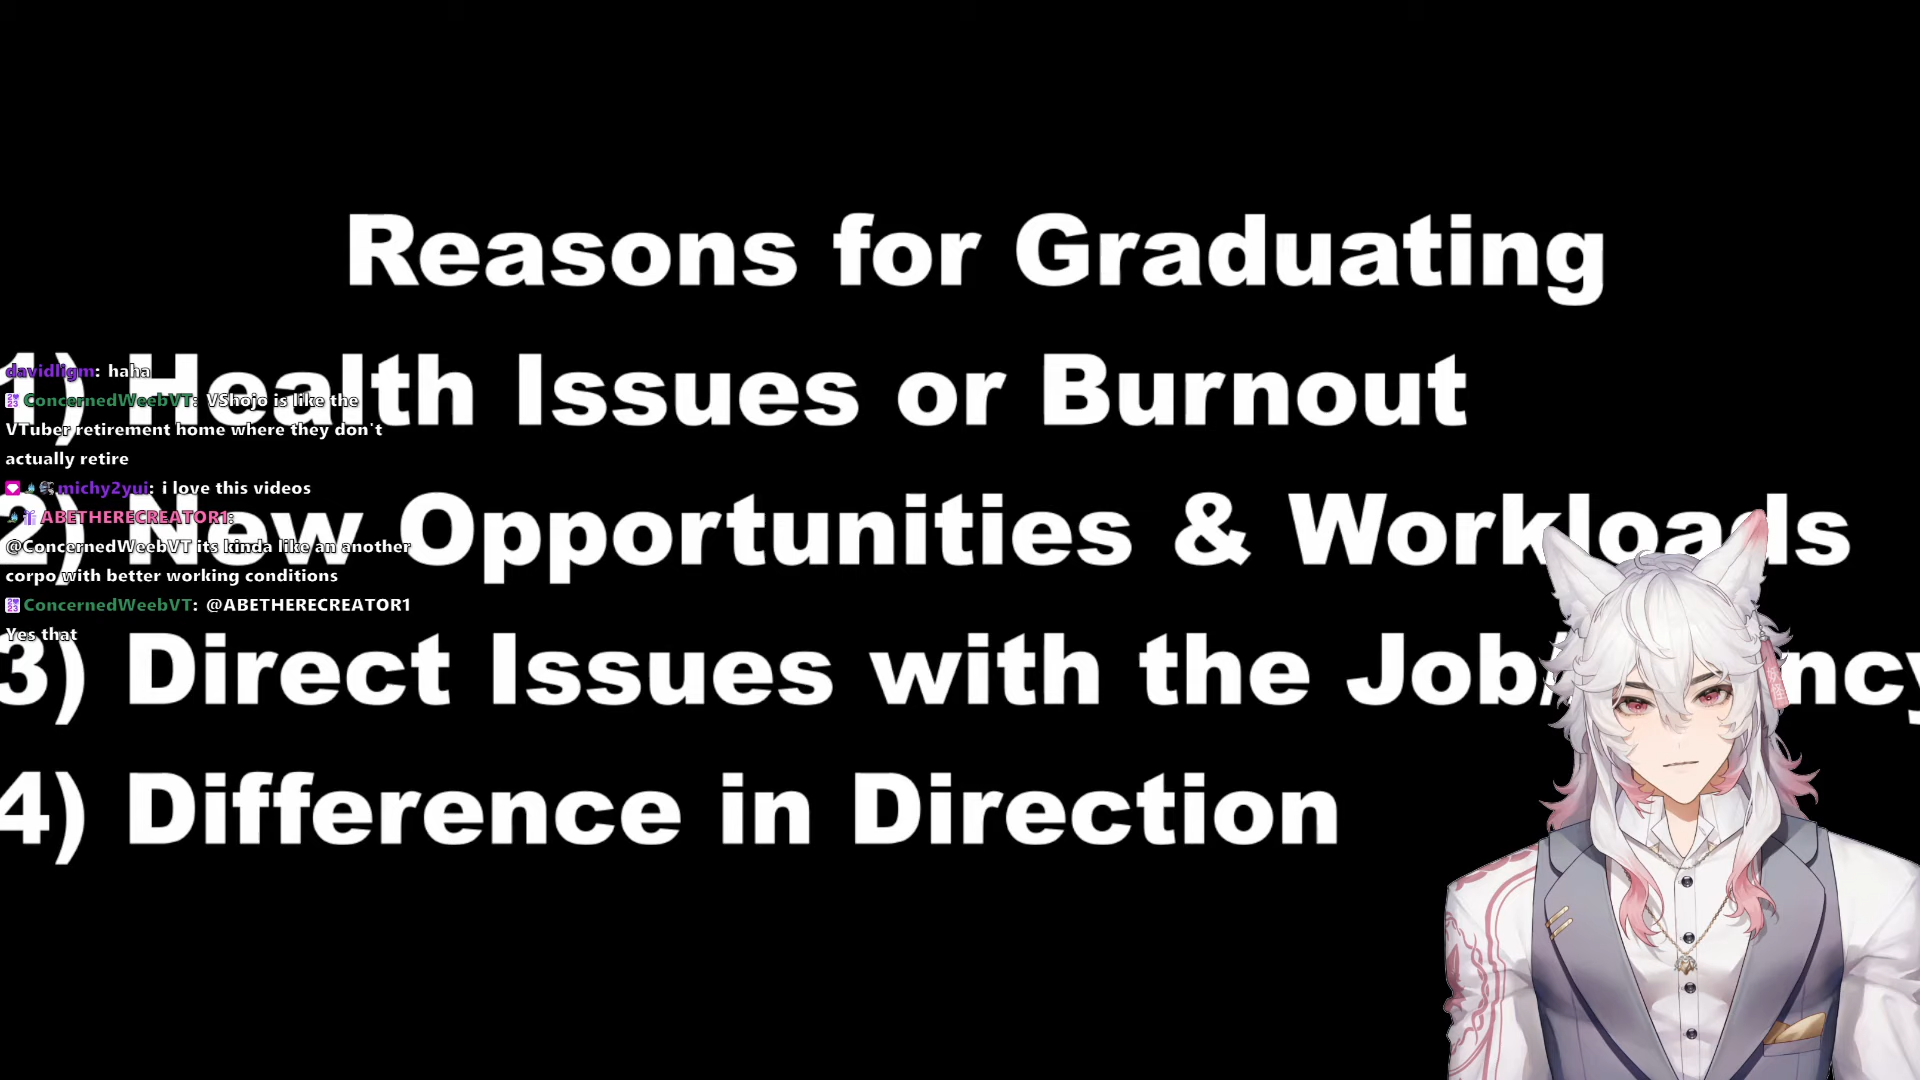 Reasons for Graduating
1) Health Issues or Burnout
2) New Opportunities & Workloads
3) Direct Issues with the Job/ ncy
4) Difference in Direction
davidligm: haha
ConcernedWeebVT: VShojo is like the
VTuber retirement home where they don't
actually retire
michy2yui: i love this videos
ABETHERECREATOR1:
@ConcernedWeebVT its kinda like an another
corpo with better working conditions
ConcernedWeebVT: @ABETHERECREATOR1
Yes that